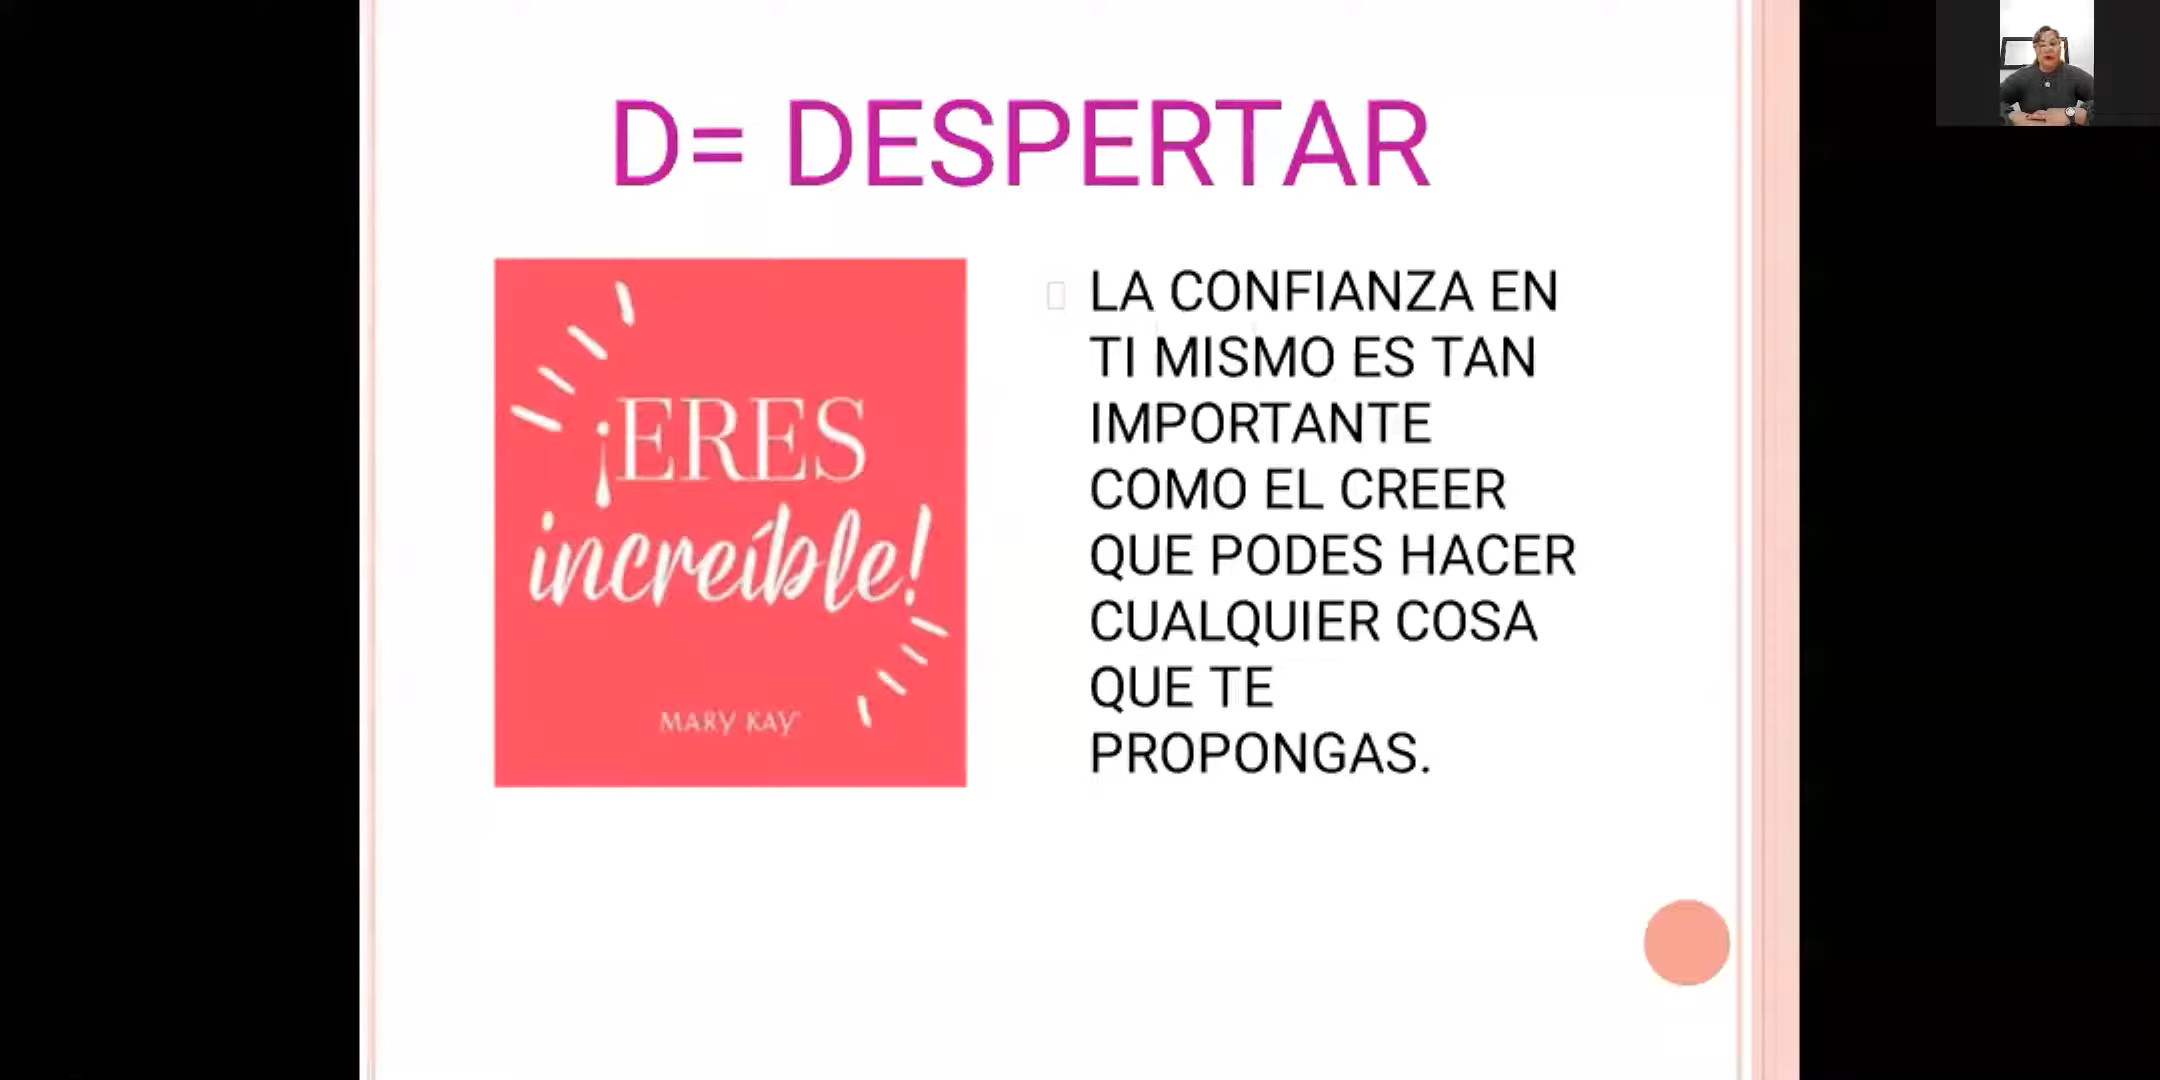 D= DESPERTAR
¡ERES
increíble!
MARY KAY
LA CONFIANZA EN
TI MISMO ES TAN
IMPORTANTE
COMO EL CREER
QUE PODES HACER
CUALQUIER COSA
QUE TE
PROPONGAS.